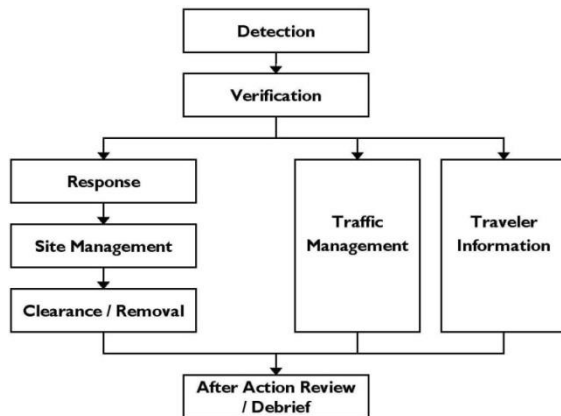 Detection
Verification
Response
Site Management
Clearance / Removal
Traffic
Management
Traveler
Information
After Action Review
/ Debrief